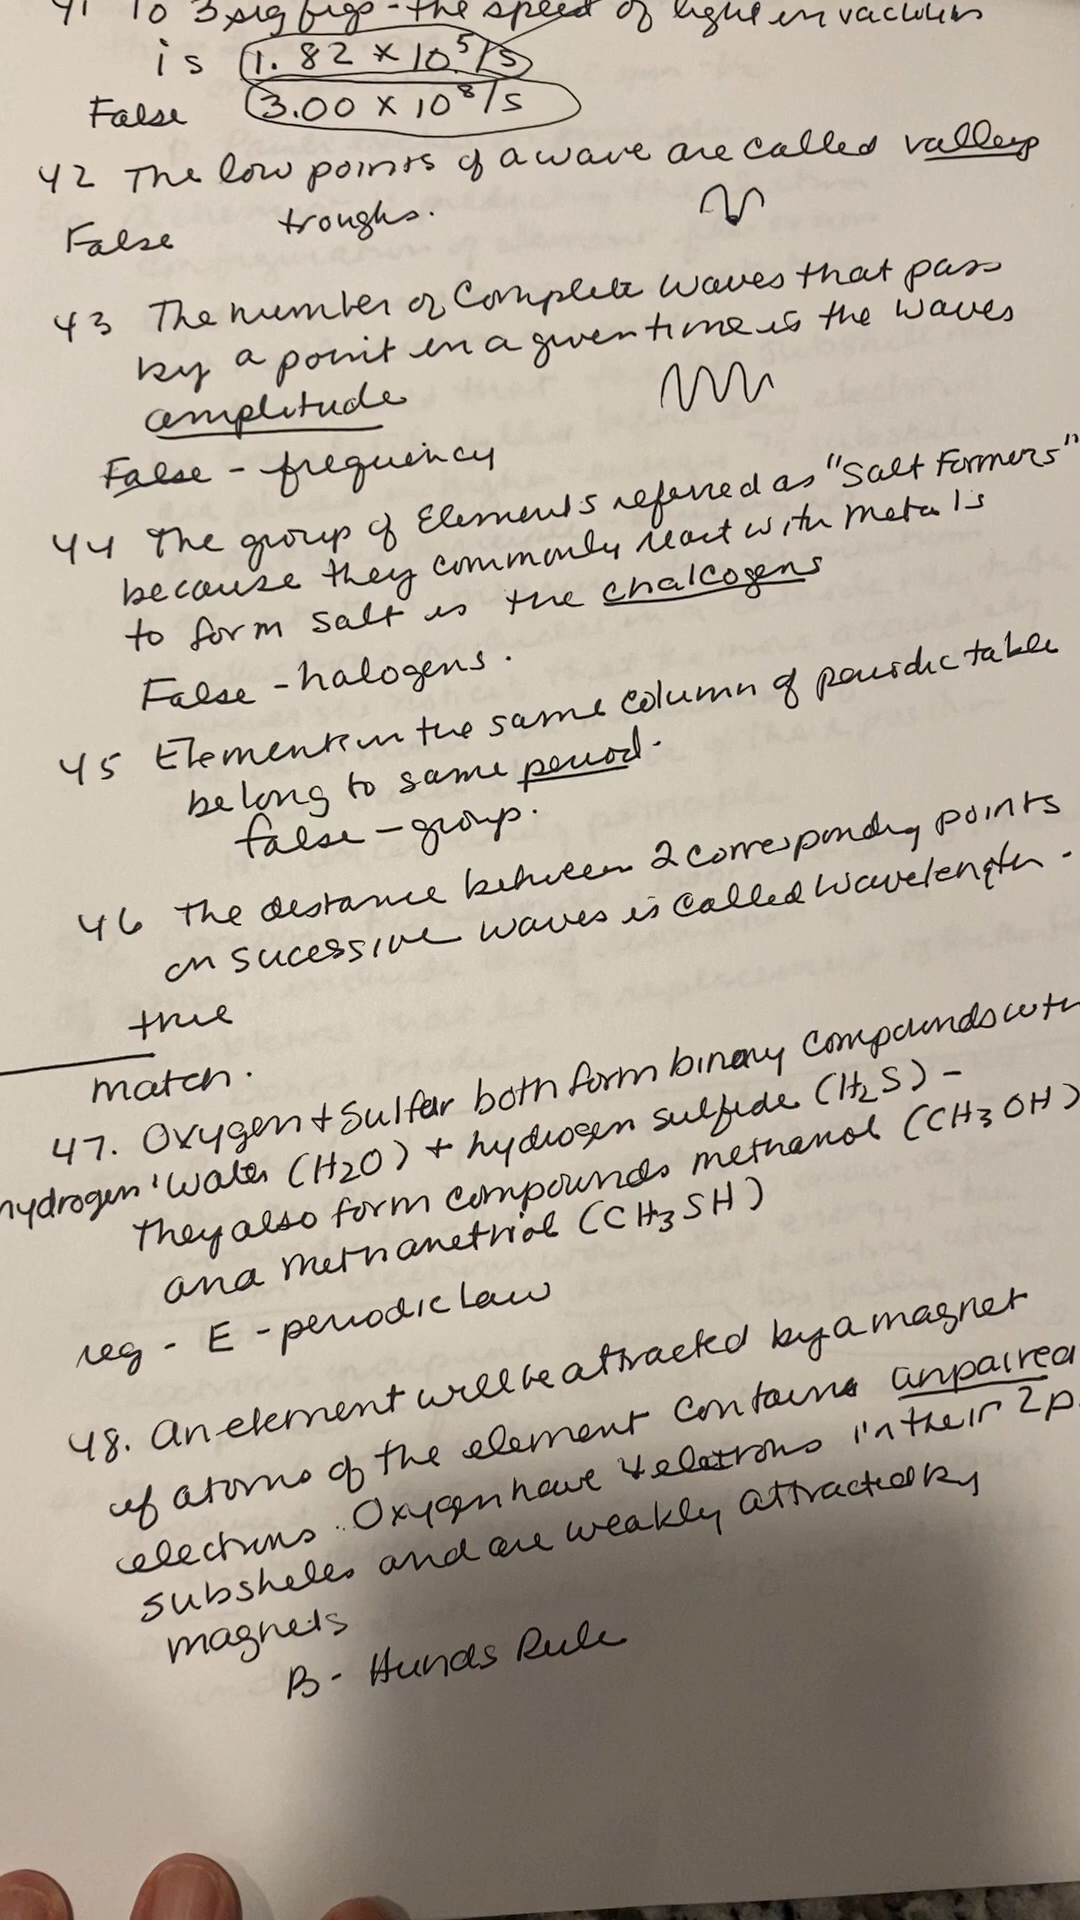 41 To 3 sig figs - the speed of light in vacuum
is 1.82 x 10^5/s
False 3.00 x 10^8/s
42 The low points of a wave are called valleys
False troughs.
43 The number of Complete waves that pass
by a point in a given time is the waves
amplitude
False - frequency
44 The group of Elements referred as "Salt Formers"
because they commonly react with metals
to form salt is the chalcogens
False - halogens.
45 Elements in the same column of periodic table
belong to same period.
false - group.
46 The distance between 2 corresponding points
on sucessive waves is called wavelength.
true
match.
47. Oxygen + Sulfur both form binary compounds with
hydrogen ' water (H2O) + hydrogen sulfide (H2S) -
They also form compounds methanol (CH3OH)
and methanethiol (CH3SH)
reg - E - periodic Law
48. An element will be attracted by a magnet
if atoms of the element contains unpaired
electrons. Oxygen have 4 electrons in their 2p
subshells and are weakly attracted by
magnets
B - Hunds Rule